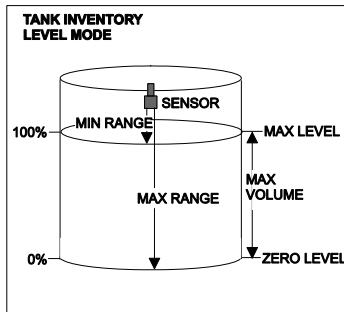 TANK INVENTORY
LEVEL MODE
SENSOR
MIN RANGE
100%
MAX LEVEL
MAX
VOLUME
MAX RANGE
0%
ZERO LEVEL